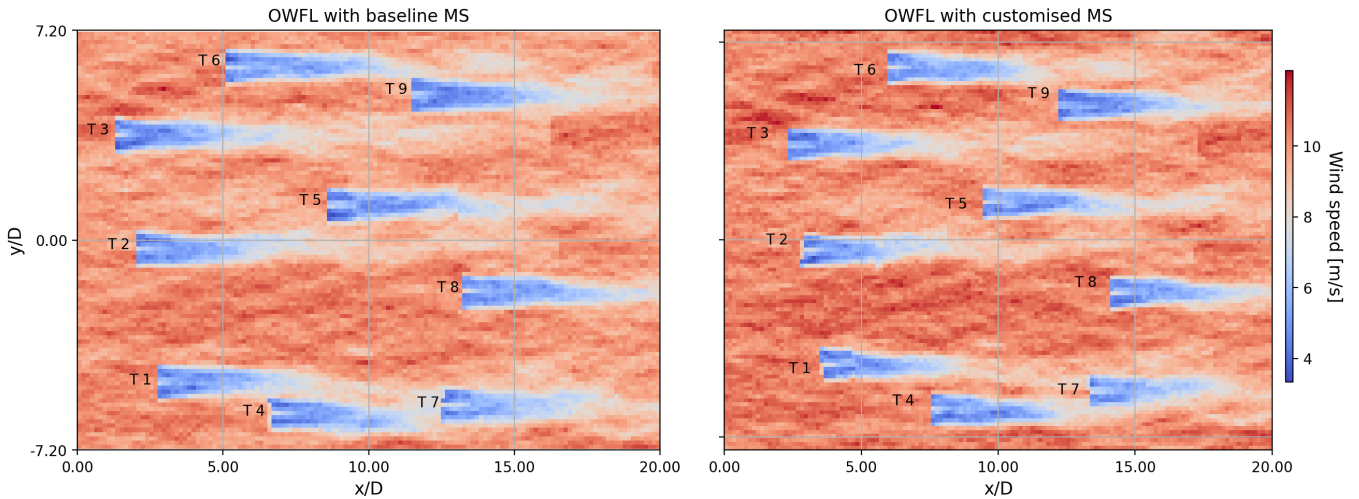 OWFL with baseline MS
7.20
0.00
-7.20
y/D
T 6
T 9
T 3
T 5
T 2
T 8
T 1
T 4
T 7
0.00
5.00
10.00
15.00
20.00
x/D
OWFL with customised MS
T 6
T 9
T 3
T 5
T 2
T 8
T 1
T 7
T 4
0.00
5.00
10.00
15.00
20.00
x/D
10
8
6
4
Wind speed [m/s]